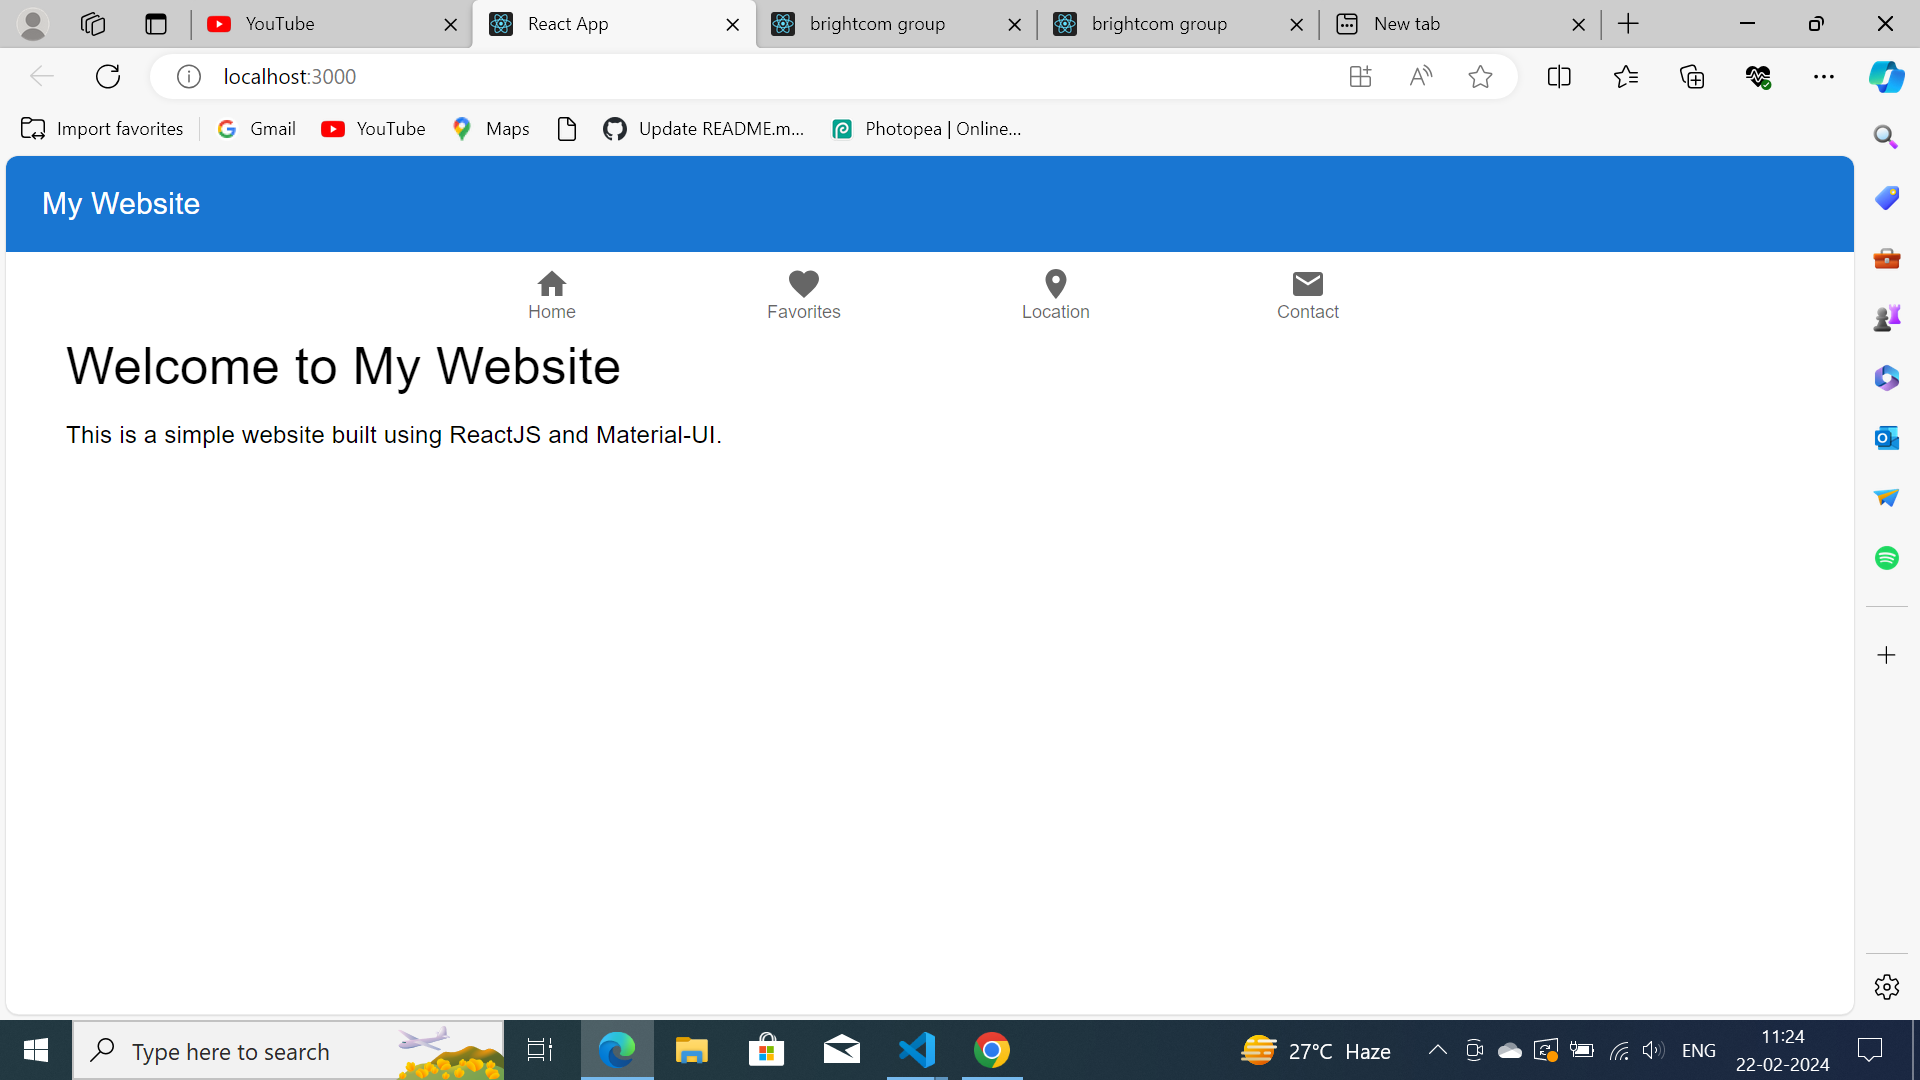 YouTube
React App
brightcom group
brightcom group
New tab
localhost:3000
Import favorites
Gmail
YouTube
Maps
Update README.m...
Photopea | Online...
My Website
Home
Favorites
Location
Contact
Welcome to My Website
This is a simple website built using ReactJS and Material-UI.
Type here to search
27°C Haze
ENG
11:24
22-02-2024